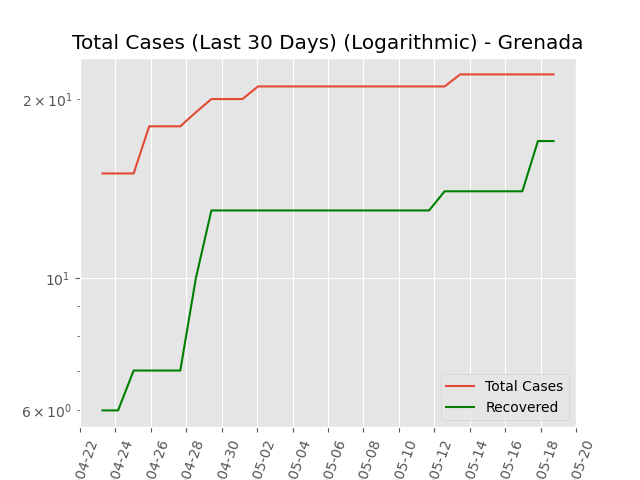 Total Cases (Last 30 Days) (Logarithmic) - Grenada
2 × 10¹
10¹
6 × 10⁰
Total Cases
Recovered
04-22 04-24 04-26 04-28 04-30 05-02 05-04 05-06 05-08 05-10 05-12 05-14 05-16 05-18 05-20